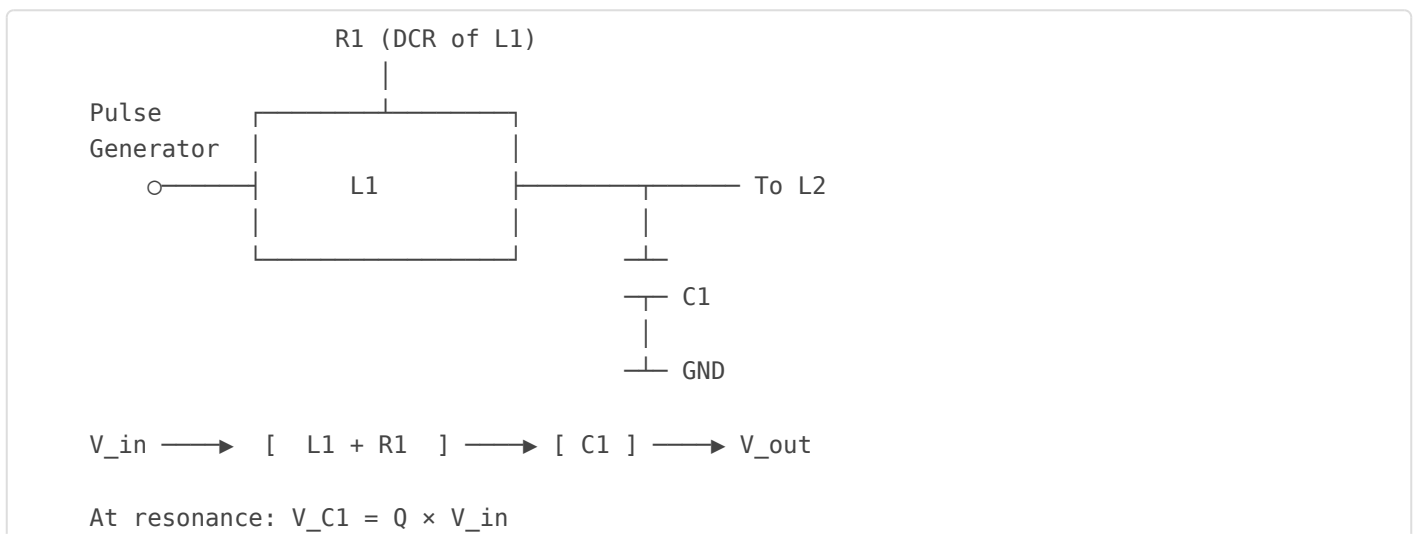 R1 (DCR of L1)
Pulse
Generator
L1
To L2
C1
GND
V_in ───▶ [ L1 + R1 ] ───▶ [ C1 ] ───▶ V_out
At resonance: V_C1 = Q × V_in